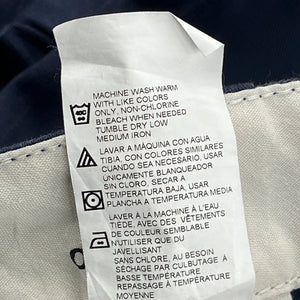 MACHINE WASH WARM
WITH LIKE COLORS
ONLY, NON-CHLORINE
BLEACH WHEN NEEDED
TUMBLE DRY LOW
MEDIUM IRON
LAVAR A MÁQUINA CON AGUA
TIBIA, CON COLORES SIMILARES
CUANDO SEA NECESARIO, USAR
ÚNICAMENTE BLANQUEADOR
SIN CLORO, SECAR A
TEMPERATURA BAJA, USAR
PLANCHA A TEMPERATURA MEDIA
LAVER À LA MACHINE À L'EAU
TIÈDE, AVEC DES VÊTEMENTS
DE COULEUR SEMBLABLE
N'UTILISER QUE DU
JAVELLISANT
SANS CHLORE, AU BESOIN
SÉCHAGE PAR CULBUTAGE À
BASSE TEMPÉRATURE
REPASSAGE À TEMP